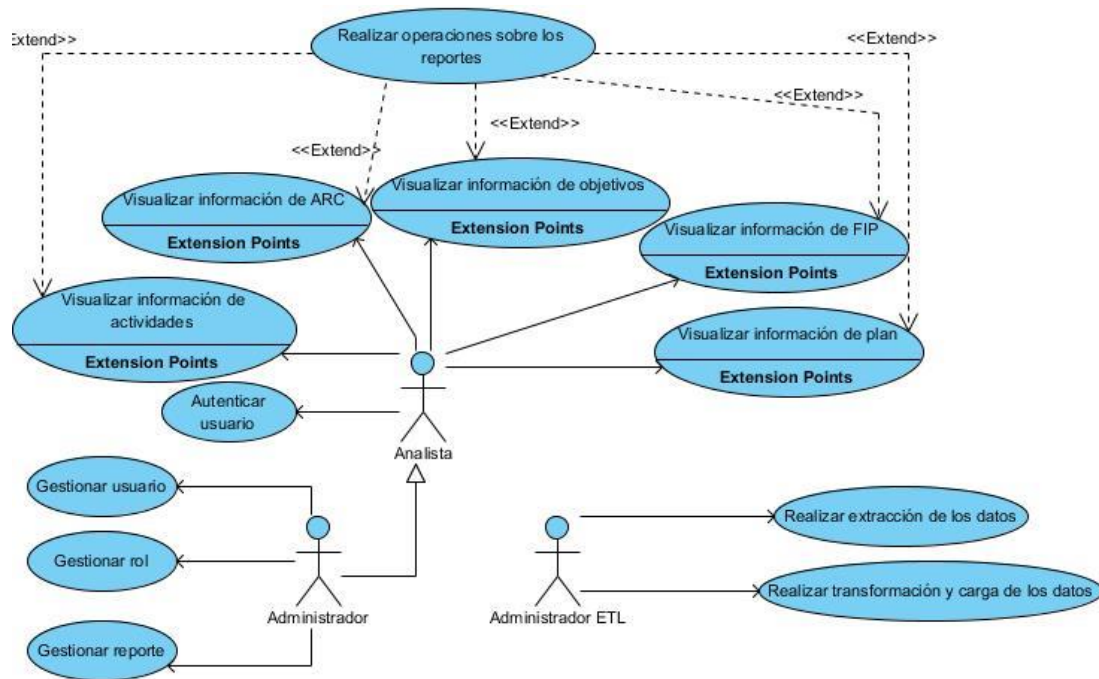 Extend>>
Realizar operaciones sobre los
reportes
<<Extend>>
<<Extend>>
<<Extend>>
<<Extend>>
Visualizar información de ARC
Extension Points
Visualizar información de objetivos
Extension Points
Visualizar información de FIP
Extension Points
Visualizar información de
actividades
Extension Points
Visualizar información de plan
Extension Points
Autenticar
usuario
Analista
Gestionar usuario
Gestionar rol
Gestionar reporte
Administrador
Administrador ETL
Realizar extracción de los datos
Realizar transformación y carga de los datos